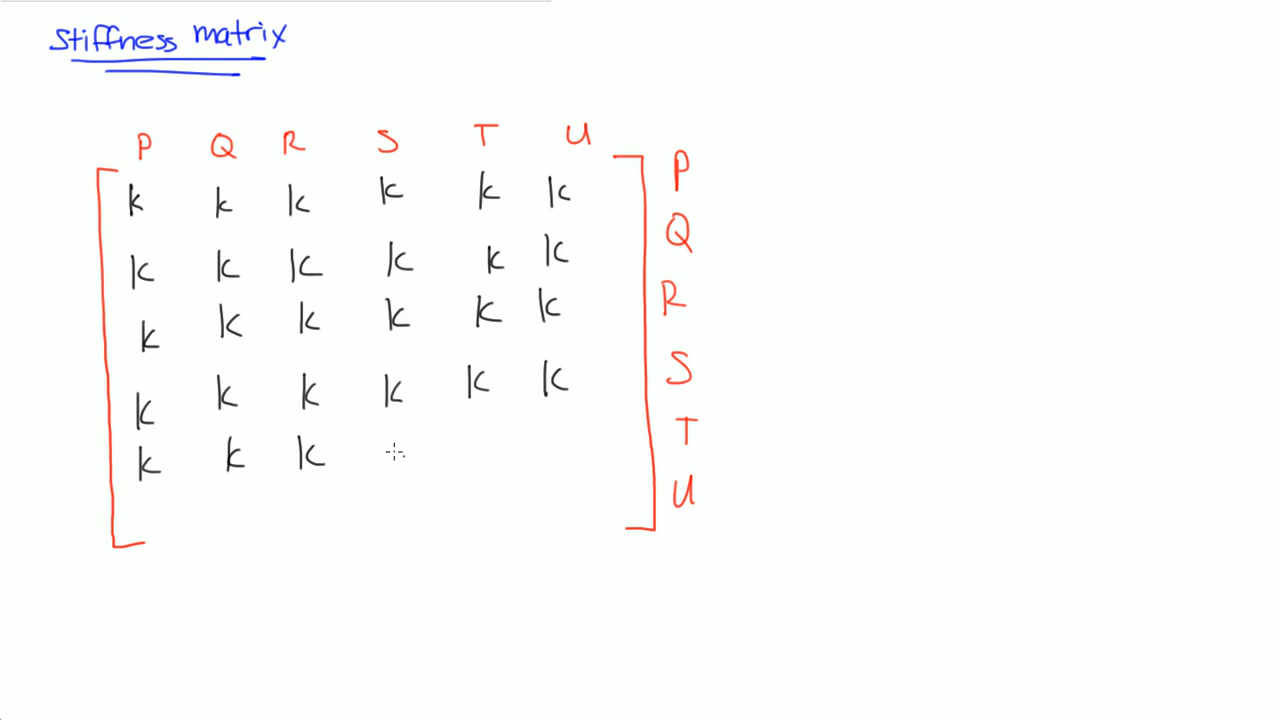 Stiffness matrix
P Q R S T U
k k k k k k P
k k k k k k Q
k k k k k k R
k k k k k k S
k k k T
U